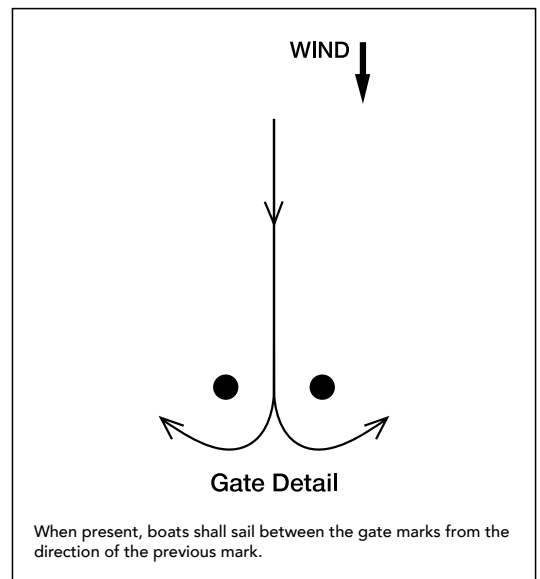 WIND
Gate Detail
When present, boats shall sail between the gate marks from the
direction of the previous mark.